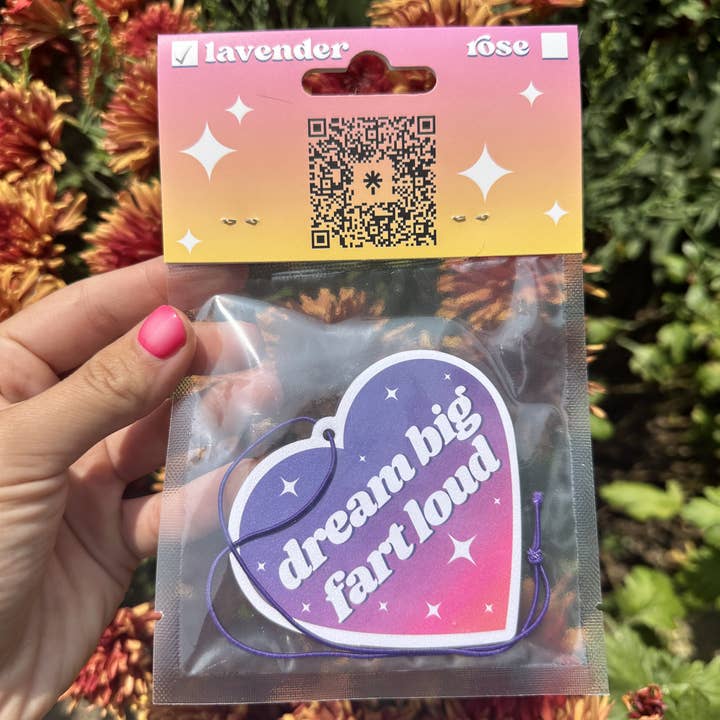 lavender rose
dream big
fart loud